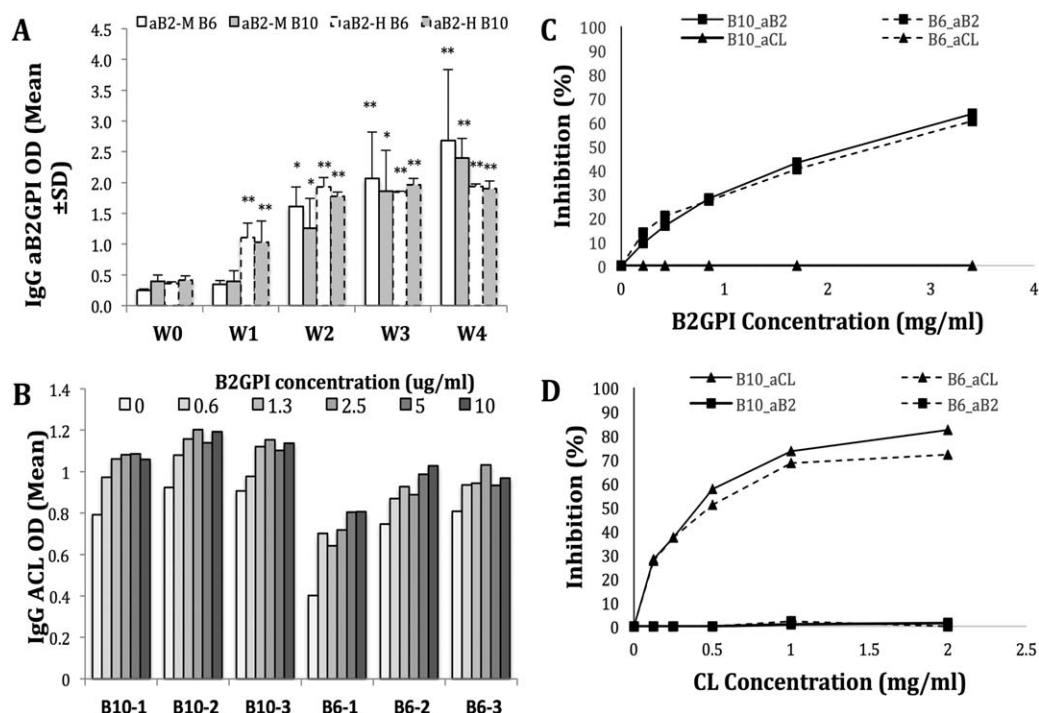 A
aB2-M B6 aB2-M B10 aB2-H B6 aB2-H B10
IgG aB2GPI OD (Mean
±SD)
5.0
4.5
4.0
3.5
3.0
2.5
2.0
1.5
1.0
0.5
0.0
** ** * * ** ** ** * ** ** ** ** ** **
W0 W1 W2 W3 W4
B
B2GPI concentration (ug/ml)
0 0.6 1.3 2.5 5 10
IgG ACL OD (Mean)
1.4
1.2
1
0.8
0.6
0.4
0.2
0
B10-1 B10-2 B10-3 B6-1 B6-2 B6-3
C
B10_aB2 B6_aB2
B10_aCL B6_aCL
Inhibition (%)
100
90
80
70
60
50
40
30
20
10
0
0 1 2 3 4
B2GPI Concentration (mg/ml)
D
B10_aCL B6_aCL
B10_aB2 B6_aB2
Inhibition (%)
100
90
80
70
60
50
40
30
20
10
0
0 0.5 1 1.5 2 2.5
CL Concentration (mg/ml)